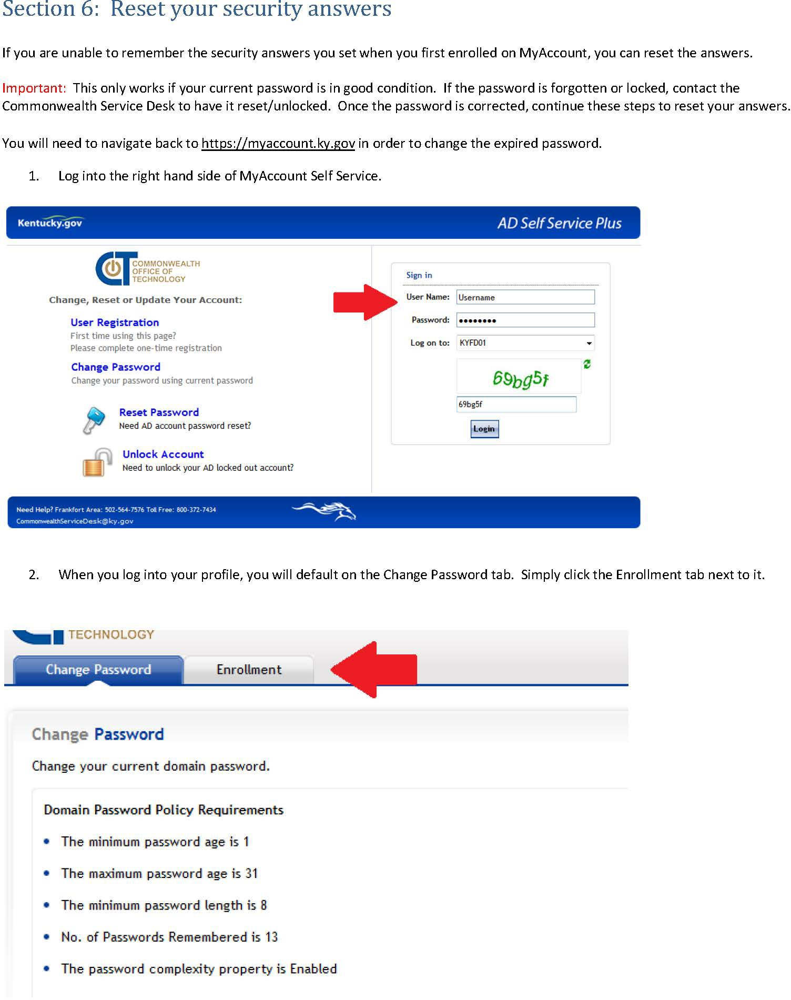 Section 6:  Reset your security answers
If you are unable to remember the security answers you set when you first enrolled on MyAccount, you can reset the answers.
Important:  This only works if your current password is in good condition.  If the password is forgotten or locked, contact the
Commonwealth Service Desk to have it reset/unlocked.  Once the password is corrected, continue these steps to reset your answers.
You will need to navigate back to https://myaccount.ky.gov in order to change the expired password.
1. Log into the right hand side of MyAccount Self Service.
Kentucky.gov
AD Self Service Plus
COT
COMMONWEALTH
OFFICE OF
TECHNOLOGY
Change, Reset or Update Your Account:
User Registration
First time using this page?
Please complete one-time registration
Change Password
Change your password using current password
Reset Password
Need AD account password reset?
Unlock Account
Need to unlock your AD locked out account?
Sign in
User Name: Username
Password: ••••••••
Log on to: KYFD01
69bg5f
69bg5f
Login
Need Help? Frankfort Area: 502-564-7576 Toll Free: 800-372-7434
CommonwealthServiceDesk@ky.gov
2. When you log into your profile, you will default on the Change Password tab.  Simply click the Enrollment tab next to it.
TECHNOLOGY
Change Password
Enrollment
Change Password
Change your current domain password.
Domain Password Policy Requirements
• The minimum password age is 1
• The maximum password age is 31
• The minimum password length is 8
• No. of Passwords Remembered is 13
• The password complexity property is Enabled